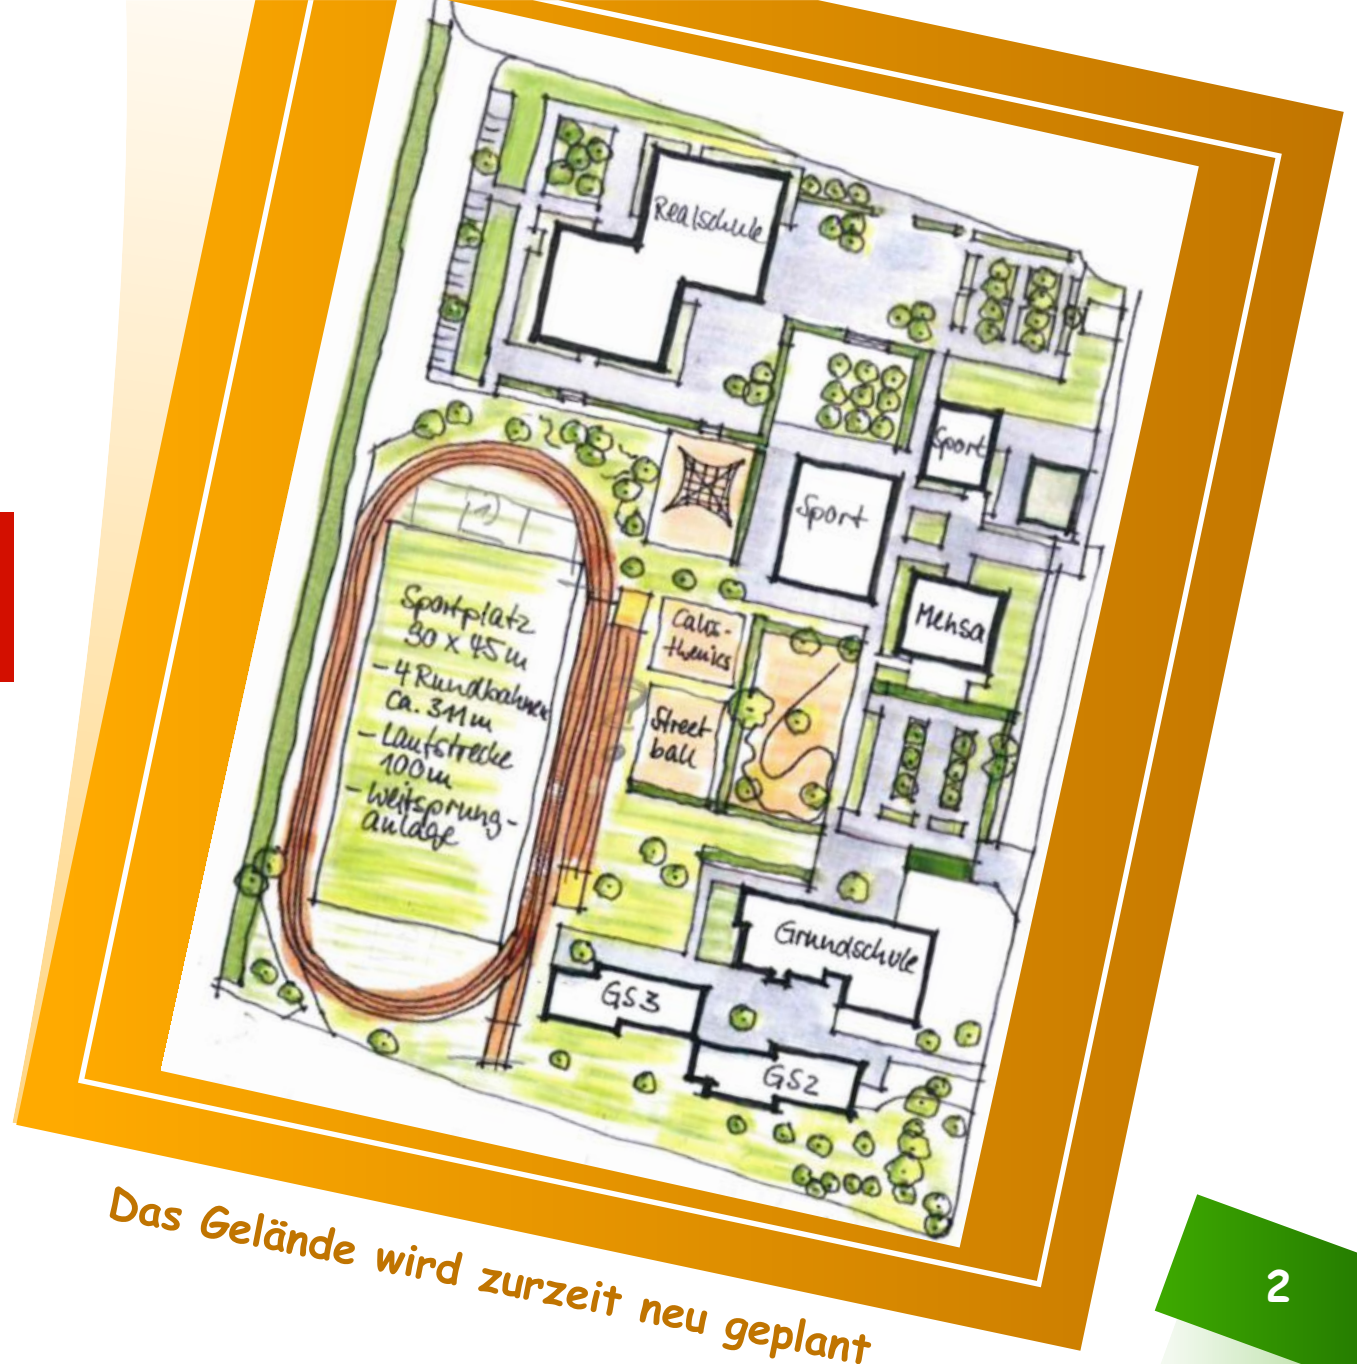 Realschule
Sport
Sport
Mensa
Sportplatz
90 x 45 m
- 4 Rundbahnen
ca. 311 m
- Laufstrecke
100 m
- Weitsprung-
anlage
Calis-
thenics
Street
ball
Grundschule
GS3
GS2
Das Gelände wird zurzeit neu geplant
2